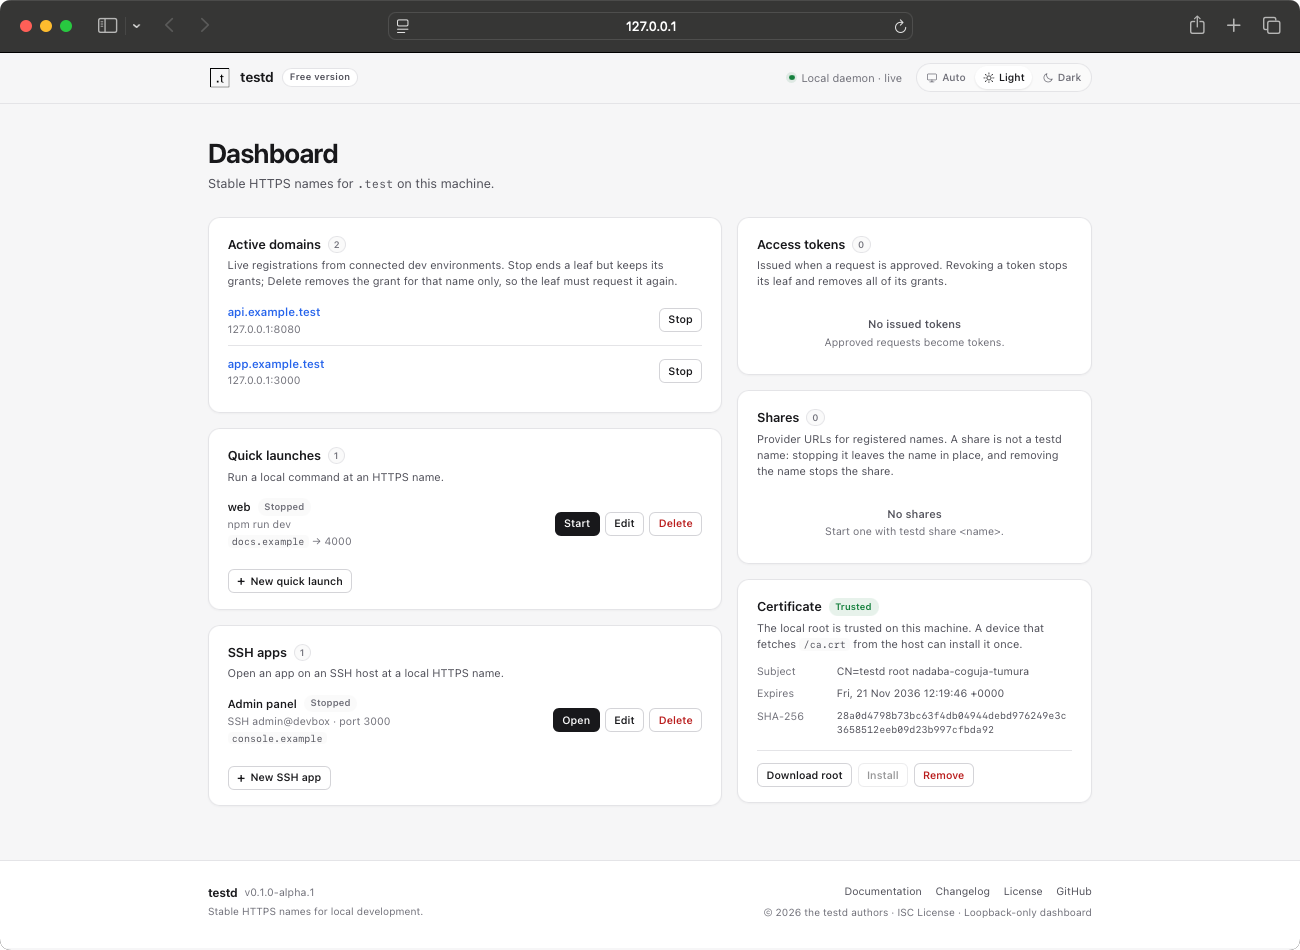 127.0.0.1
.t testd Free version
Local daemon · live
Auto Light Dark
Dashboard
Stable HTTPS names for .test on this machine.
Active domains 2
Live registrations from connected dev environments. Stop ends a leaf but keeps its
grants; Delete removes the grant for that name only, so the leaf must request it again.
api.example.test
127.0.0.1:8080
Stop
app.example.test
127.0.0.1:3000
Stop
Quick launches 1
Run a local command at an HTTPS name.
web Stopped
npm run dev
docs.example → 4000
Start Edit Delete
+ New quick launch
SSH apps 1
Open an app on an SSH host at a local HTTPS name.
Admin panel Stopped
SSH admin@devbox · port 3000
console.example
Open Edit Delete
+ New SSH app
Access tokens 0
Issued when a request is approved. Revoking a token stops
its leaf and removes all of its grants.
No issued tokens
Approved requests become tokens.
Shares 0
Provider URLs for registered names. A share is not a testd
name: stopping it leaves the name in place, and removing
the name stops the share.
No shares
Start one with testd share <name>.
Certificate Trusted
The local root is trusted on this machine. A device that
fetches /ca.crt from the host can install it once.
Subject CN=testd root nadaba-coguja-tumura
Expires Fri, 21 Nov 2036 12:19:46 +0000
SHA-256 28a0d4798b73bc63f4db04944debd976249e3c
3658512eeb09d23b997cfbda92
Download root Install Remove
testd v0.1.0-alpha.1
Stable HTTPS names for local development.
Documentation Changelog License GitHub
© 2026 the testd authors · ISC License · Loopback-only dashboard